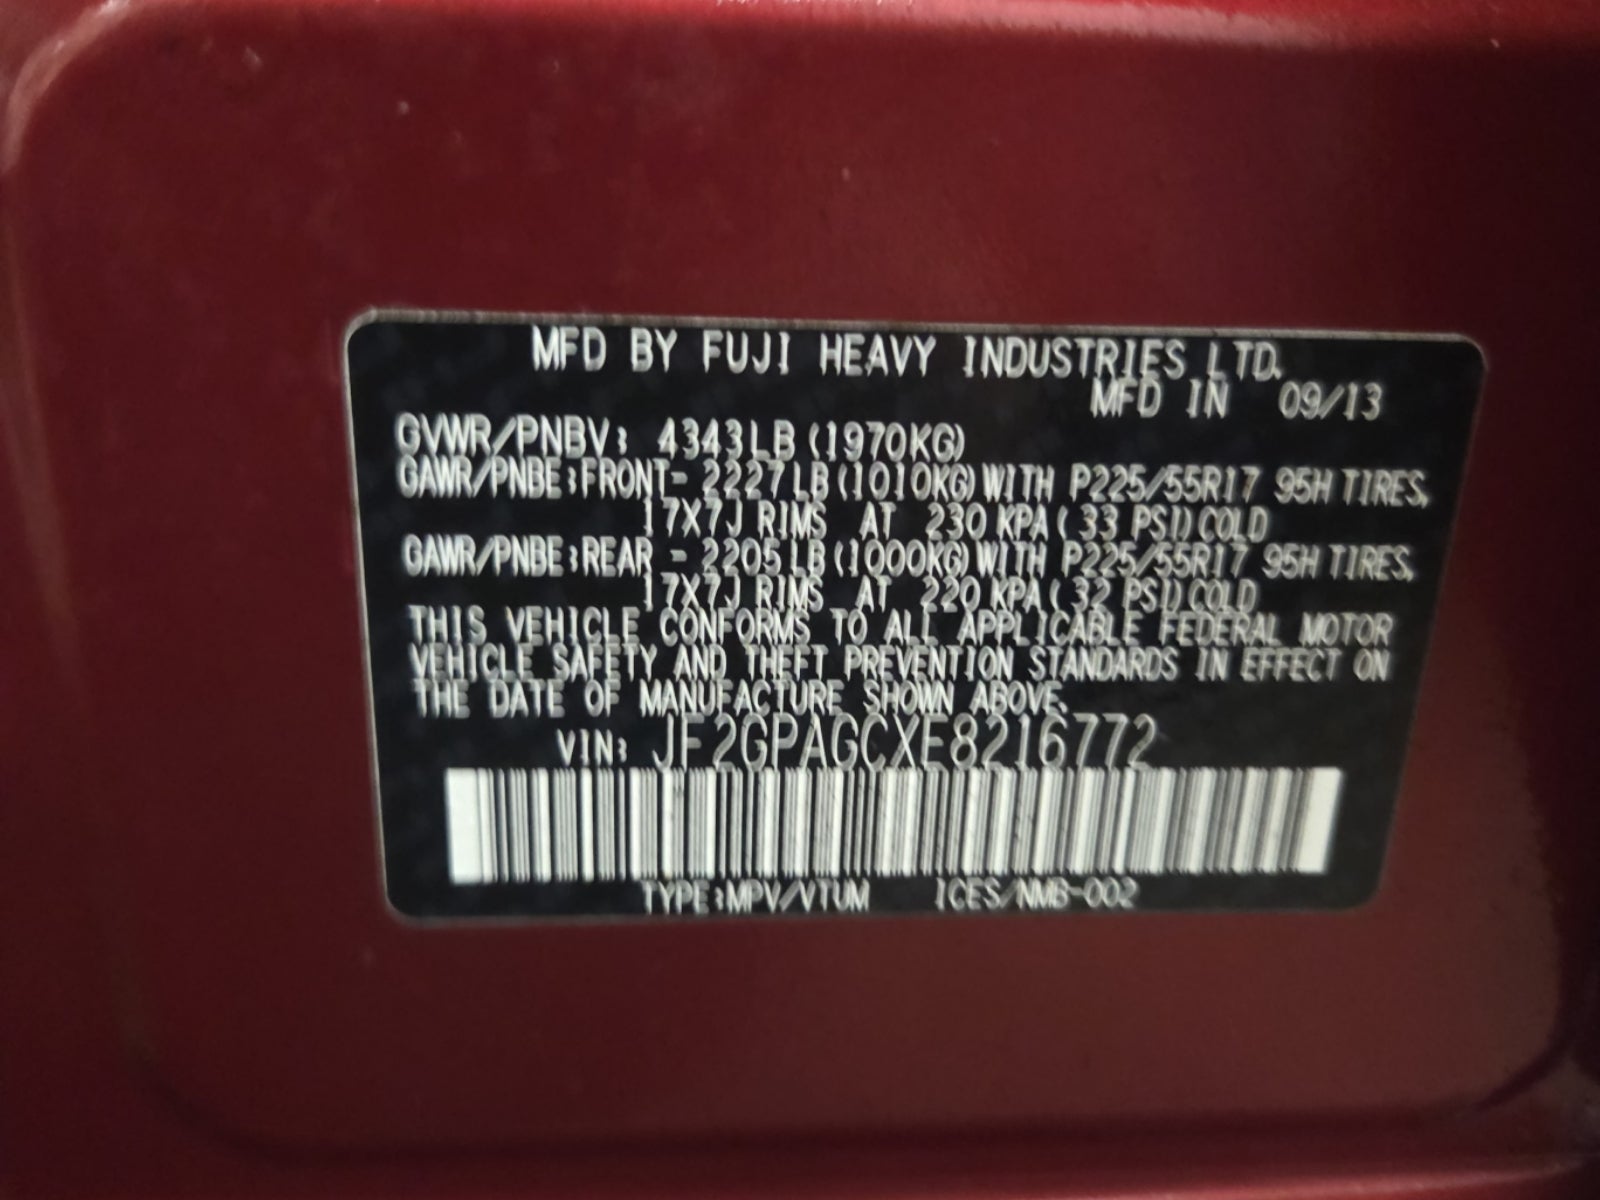 MFD BY FUJI HEAVY INDUSTRIES LTD.
MFD IN 09/13
GVWR/PNBV: 4343LB (1970KG)
GAWR/PNBE:FRONT- 2227LB (1010KG) WITH P225/55R17 95H TIRES,
17X7J RIMS AT 230 KPA ( 33 PSI) COLD
GAWR/PNBE:REAR - 2205LB (1000KG) WITH P225/55R17 95H TIRES,
17X7J RIMS AT 220 KPA ( 32 PSI) COLD
THIS VEHICLE CONFORMS TO ALL APPLICABLE FEDERAL MOTOR
VEHICLE SAFETY AND THEFT PREVENTION STANDARDS IN EFFECT ON
THE DATE OF MANUFACTURE SHOWN ABOVE.
VIN: JF2GPAGCXE8216772
TYPE:MPV/VTUM ICES/NMB-002